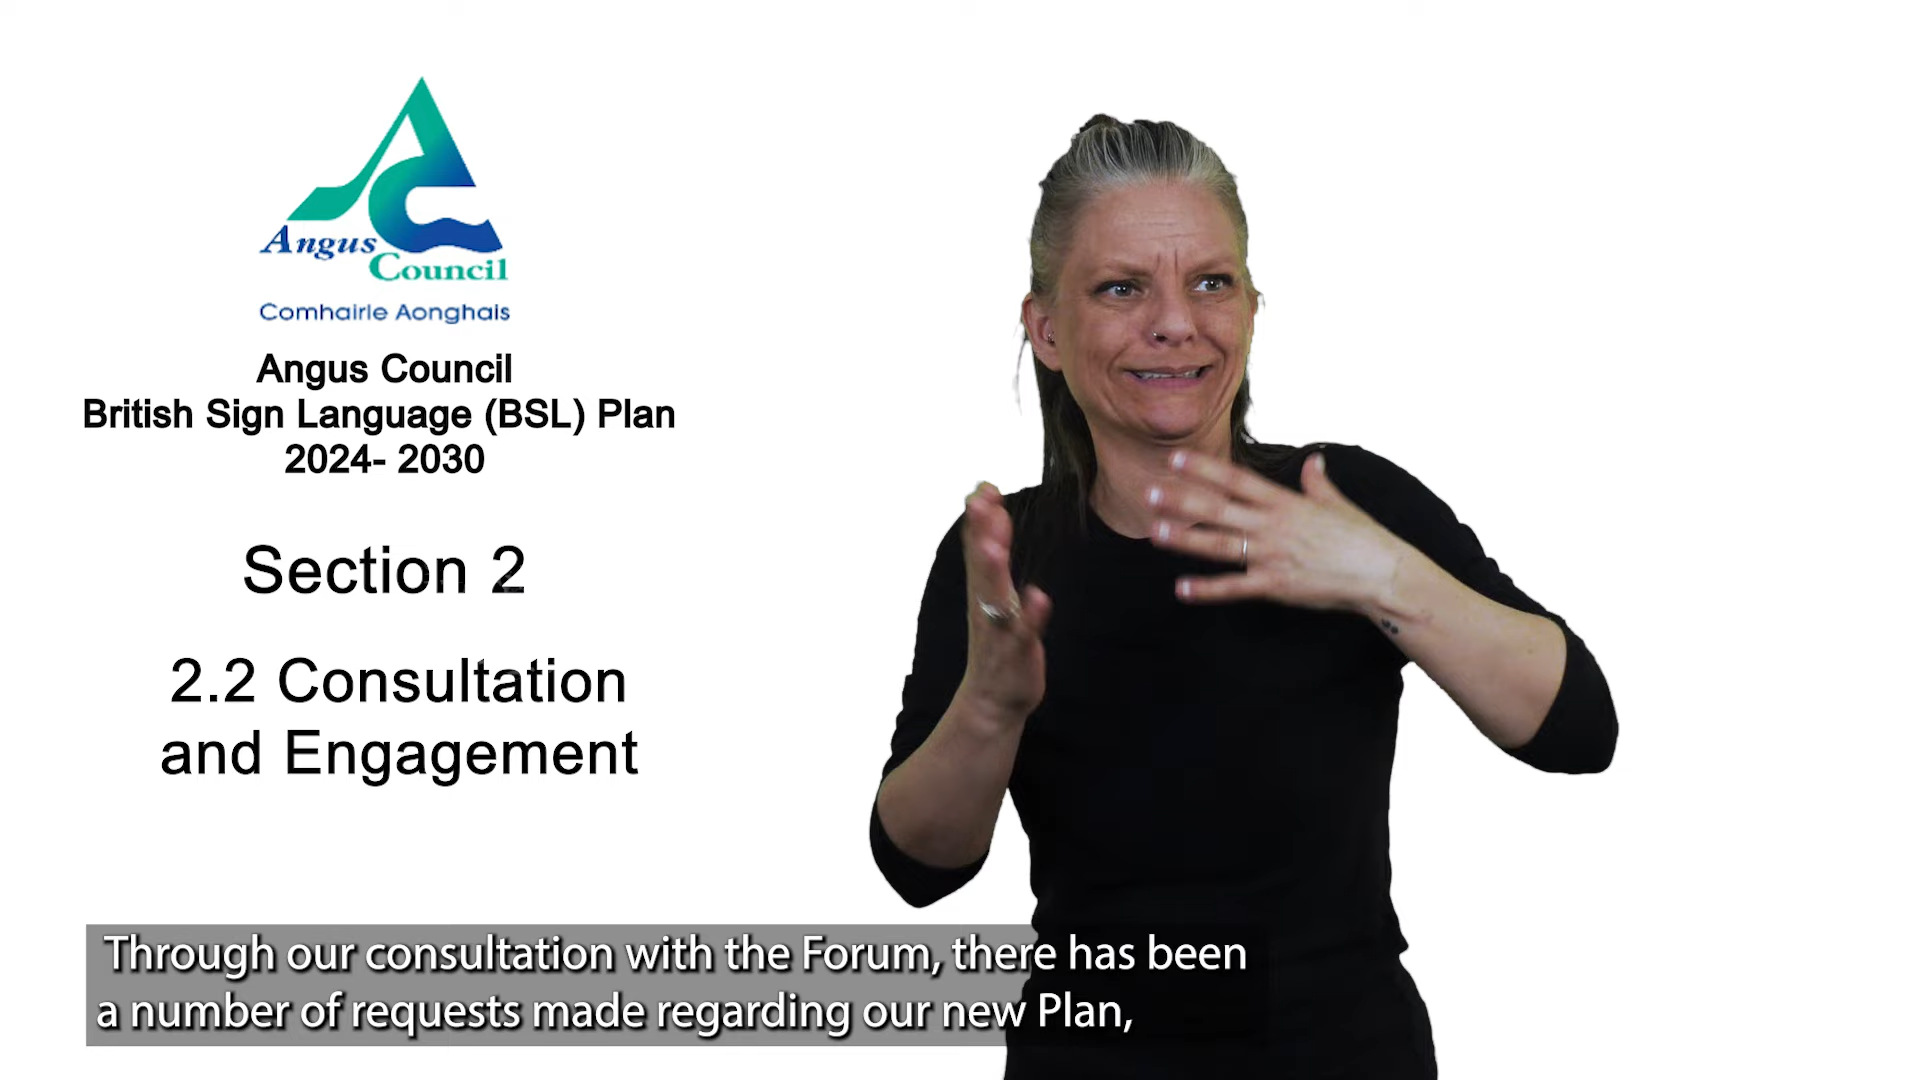 Angus
Council
Comhairle Aonghais
Angus Council
British Sign Language (BSL) Plan
2024- 2030
Section 2
2.2 Consultation
and Engagement
Through our consultation with the Forum, there has been
a number of requests made regarding our new Plan,